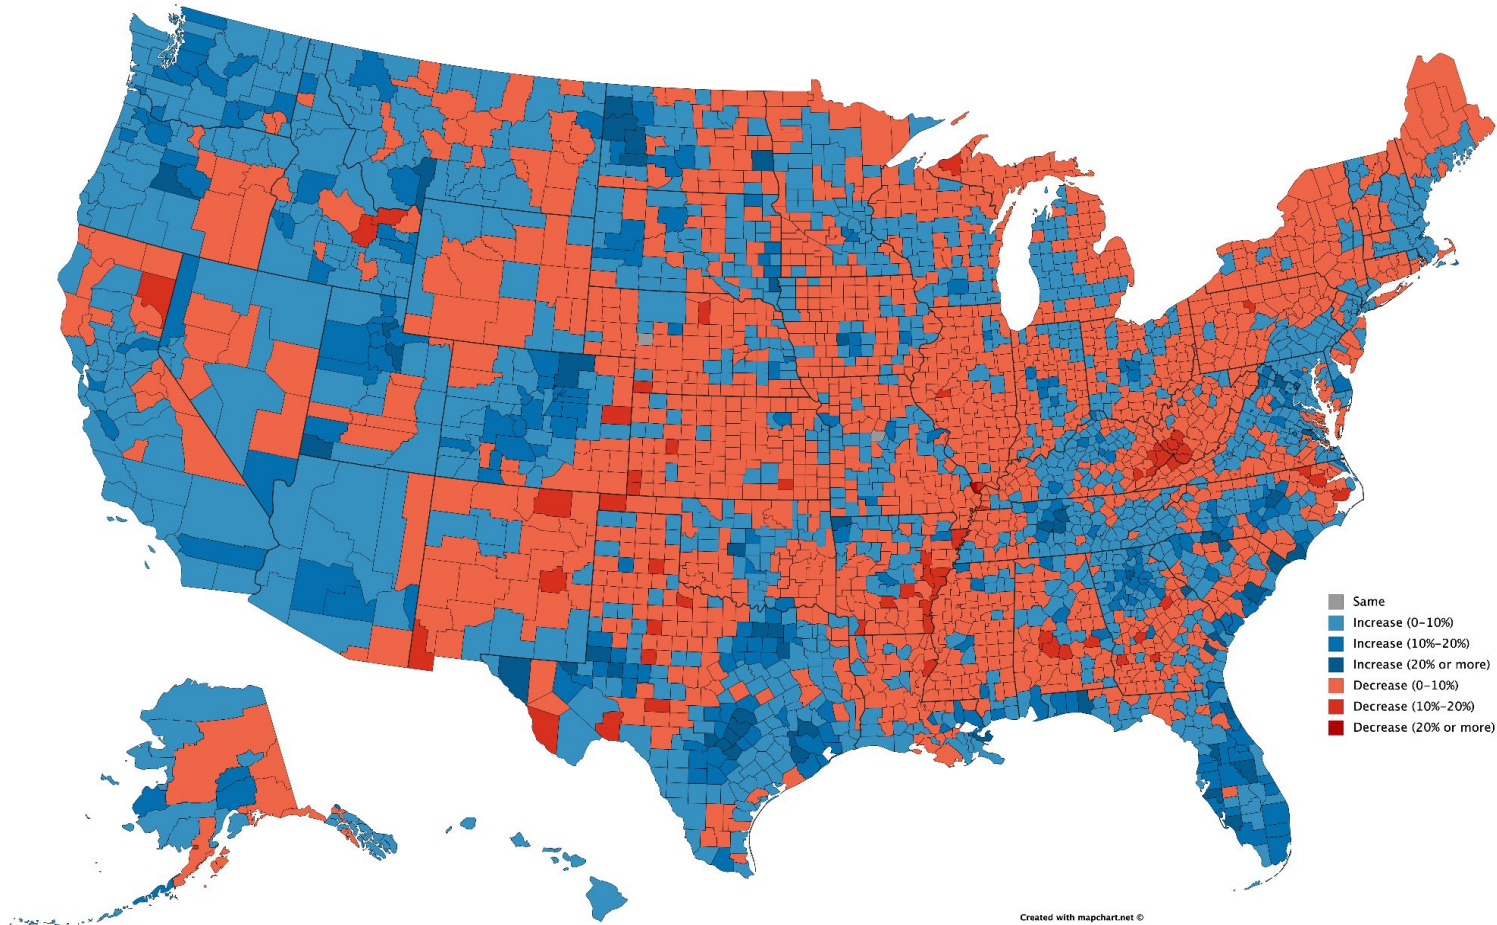 Same
Increase (0-10%)
Increase (10%-20%)
Increase (20% or more)
Decrease (0-10%)
Decrease (10%-20%)
Decrease (20% or more)
Created with mapchart.net ©